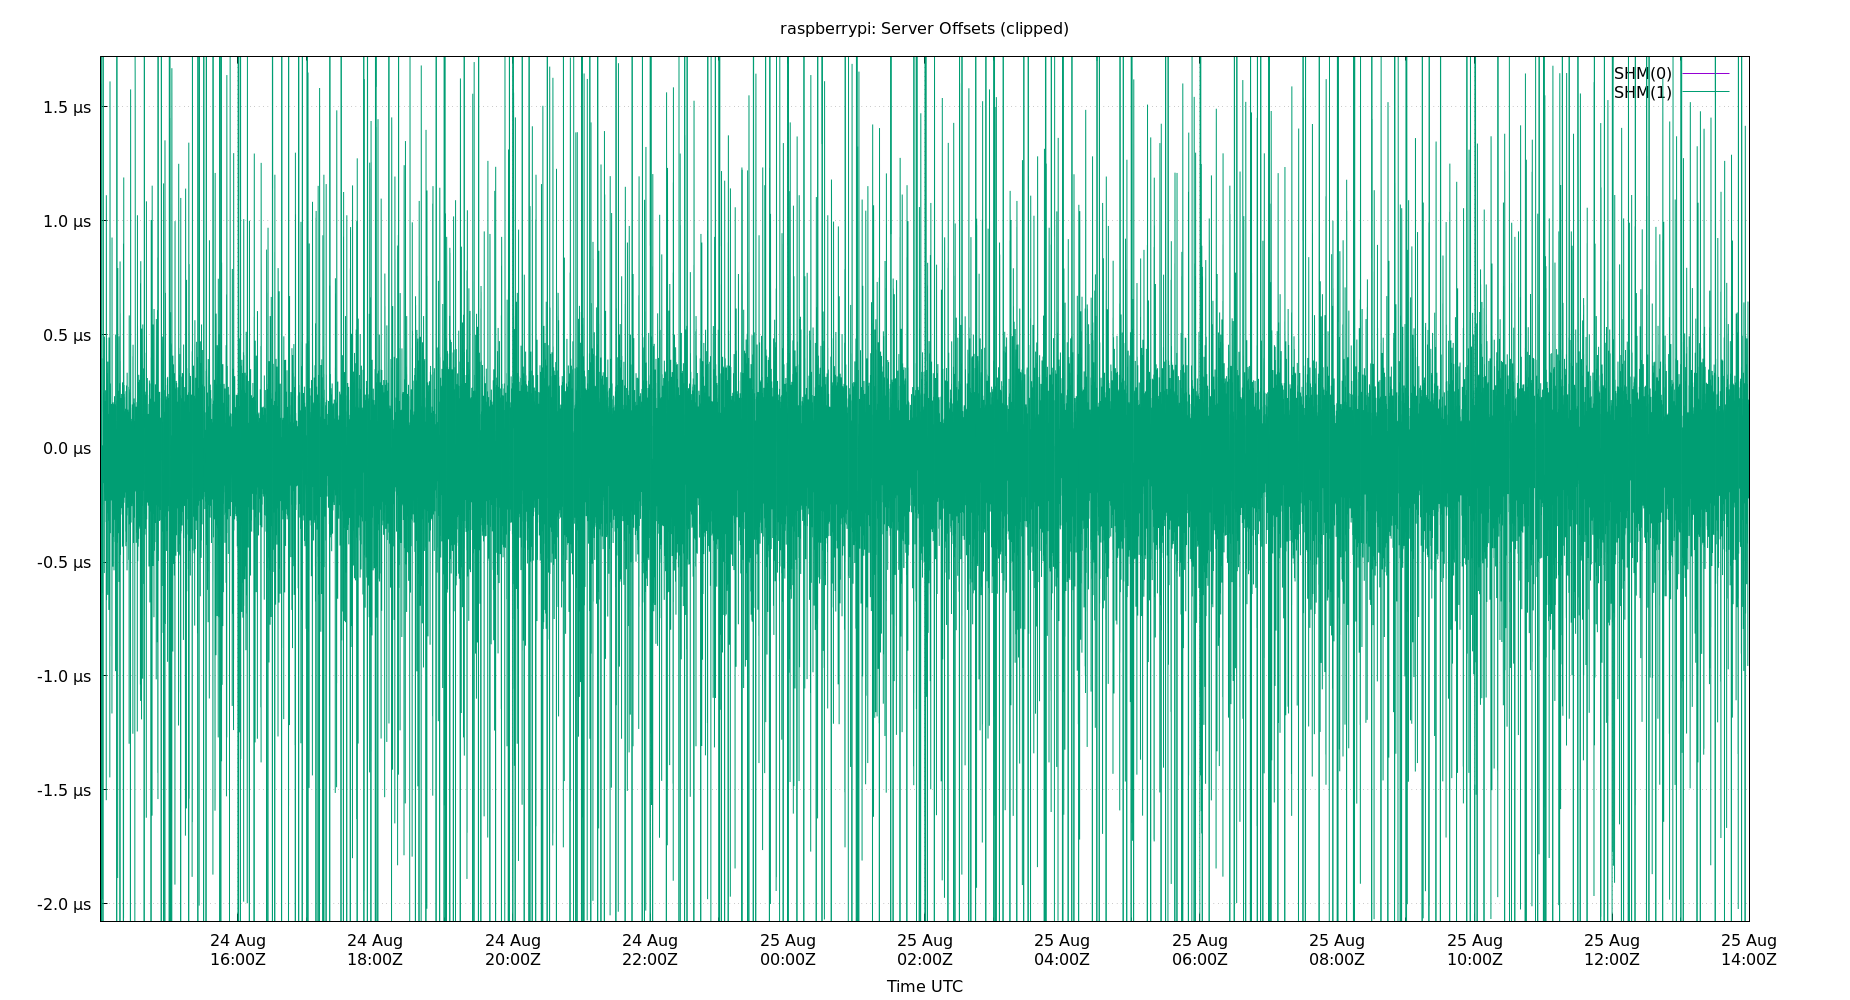 raspberrypi: Server Offsets (clipped)
SHM(0)
SHM(1)
1.5 µs
1.0 µs
0.5 µs
0.0 µs
-0.5 µs
-1.0 µs
-1.5 µs
-2.0 µs
24 Aug 24 Aug 24 Aug 24 Aug 25 Aug 25 Aug 25 Aug 25 Aug 25 Aug 25 Aug 25 Aug 25 Aug
16:00Z 18:00Z 20:00Z 22:00Z 00:00Z 02:00Z 04:00Z 06:00Z 08:00Z 10:00Z 12:00Z 14:00Z
Time UTC